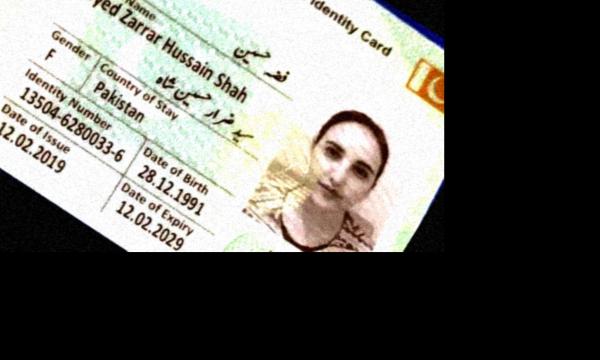 Identity Card
Name
فضہ حسین
yed Zarrar Hussain Shah
سید ضرار حسین شاہ
Gender
Country of Stay
F
Pakistan
Identity Number
Date of Birth
13504-6280033-6
28.12.1991
Date of Issue
Date of Expiry
12.02.2019
12.02.2029